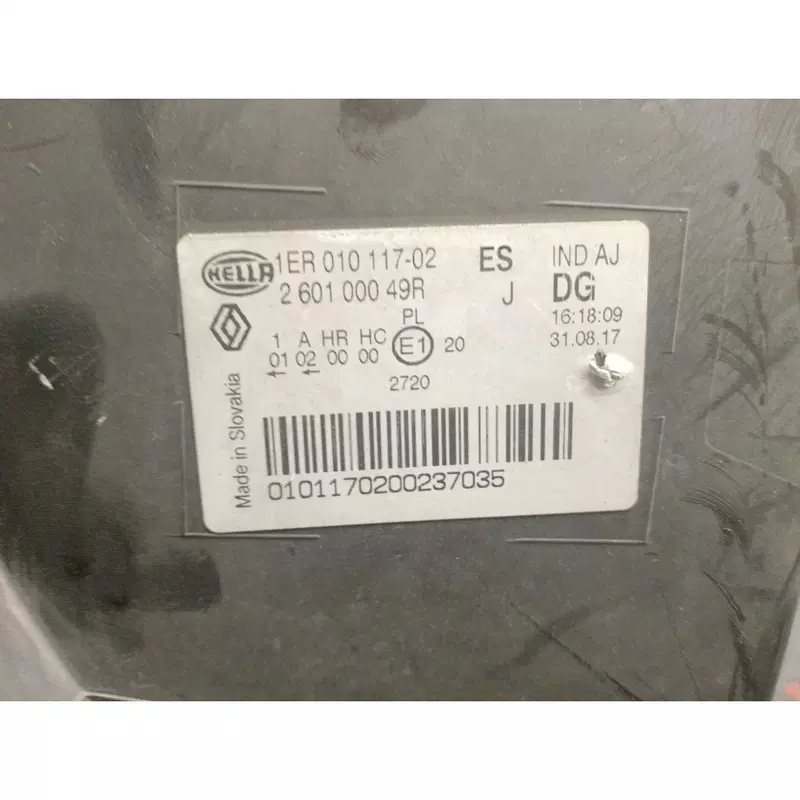 HELLA
1ER 010 117-02 ES IND AJ
2 601 000 49R J DG
PL 16:18:09
1 A HR HC E1 20 31.08.17
01 02 00 00
2720
Made in Slovakia
01011700200237035